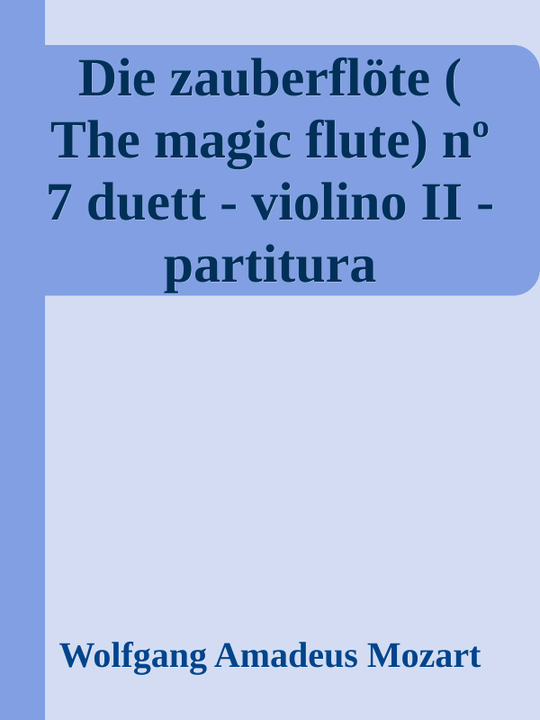 Die zauberflöte (
The magic flute) nº
7 duett - violino II -
partitura
Wolfgang Amadeus Mozart